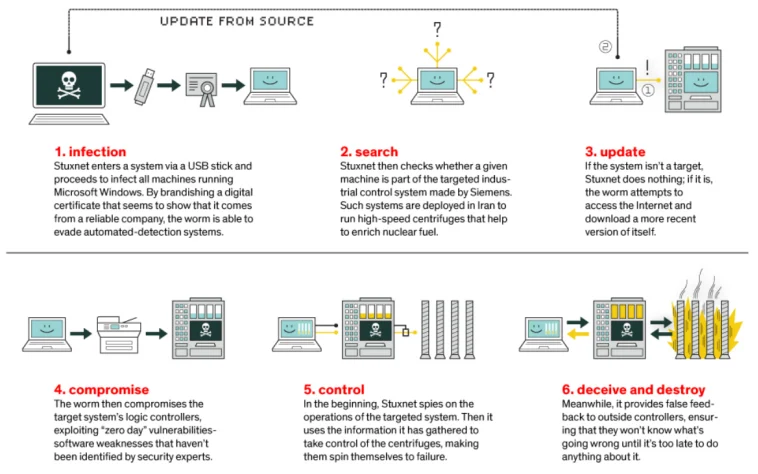 UPDATE FROM SOURCE
?
?
?
!
②
①
1. infection
Stuxnet enters a system via a USB stick and
proceeds to infect all machines running
Microsoft Windows. By brandishing a digital
certificate that seems to show that it comes
from a reliable company, the worm is able to
evade automated-detection systems.
2. search
Stuxnet then checks whether a given
machine is part of the targeted indus-
trial control system made by Siemens.
Such systems are deployed in Iran to
run high-speed centrifuges that help
to enrich nuclear fuel.
3. update
If the system isn't a target,
Stuxnet does nothing; if it is,
the worm attempts to
access the Internet and
download a more recent
version of itself.
4. compromise
The worm then compromises the
target system's logic controllers,
exploiting "zero day" vulnerabilities-
software weaknesses that haven't
been identified by security experts.
5. control
In the beginning, Stuxnet spies on the
operations of the targeted system. Then it
uses the information it has gathered to
take control of the centrifuges, making
them spin themselves to failure.
6. deceive and destroy
Meanwhile, it provides false feed-
back to outside controllers, ensur-
ing that they won't know what's
going wrong until it's too late to do
anything about it.